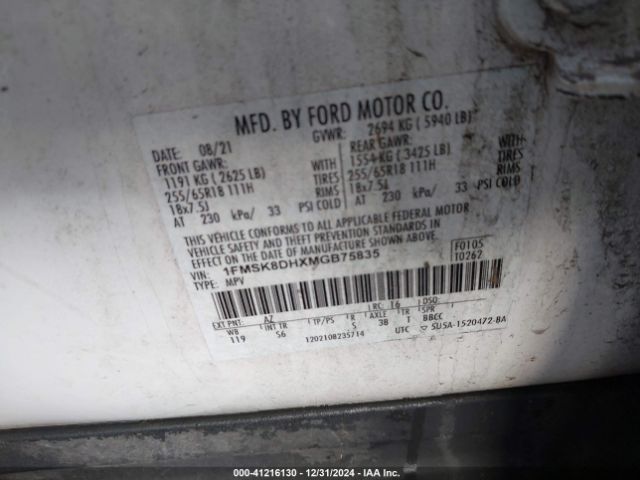 MFD. BY FORD MOTOR CO.
DATE: 08/21 GVWR: 2694 KG ( 5940 LB)
FRONT GAWR: REAR GAWR:
1191 KG ( 2625 LB) WITH 1554 KG ( 3425 LB) WITH
255/65R18 111H TIRES 255/65R18 111H TIRES
18x7.5J RIMS 18x7.5J RIMS
AT 230 kPa/ 33 PSI COLD AT 230 kPa/ 33 PSI COLD
THIS VEHICLE CONFORMS TO ALL APPLICABLE FEDERAL MOTOR
VEHICLE SAFETY AND THEFT PREVENTION STANDARDS IN EFFECT
ON THE DATE OF MANUFACTURE SHOWN ABOVE.
VIN: 1FMSK8DHXMGB75835 F0105
TYPE: MPV T0262
EXT PNT: AZ RC: 16 DSO:
WB INT TR TP/PS R AXLE TR SPR
119 S6 5 3B T BBCC
1202108235714 UTC SU5A-1520472-BA
000-41216130 - 12/31/2024 - IAA Inc.